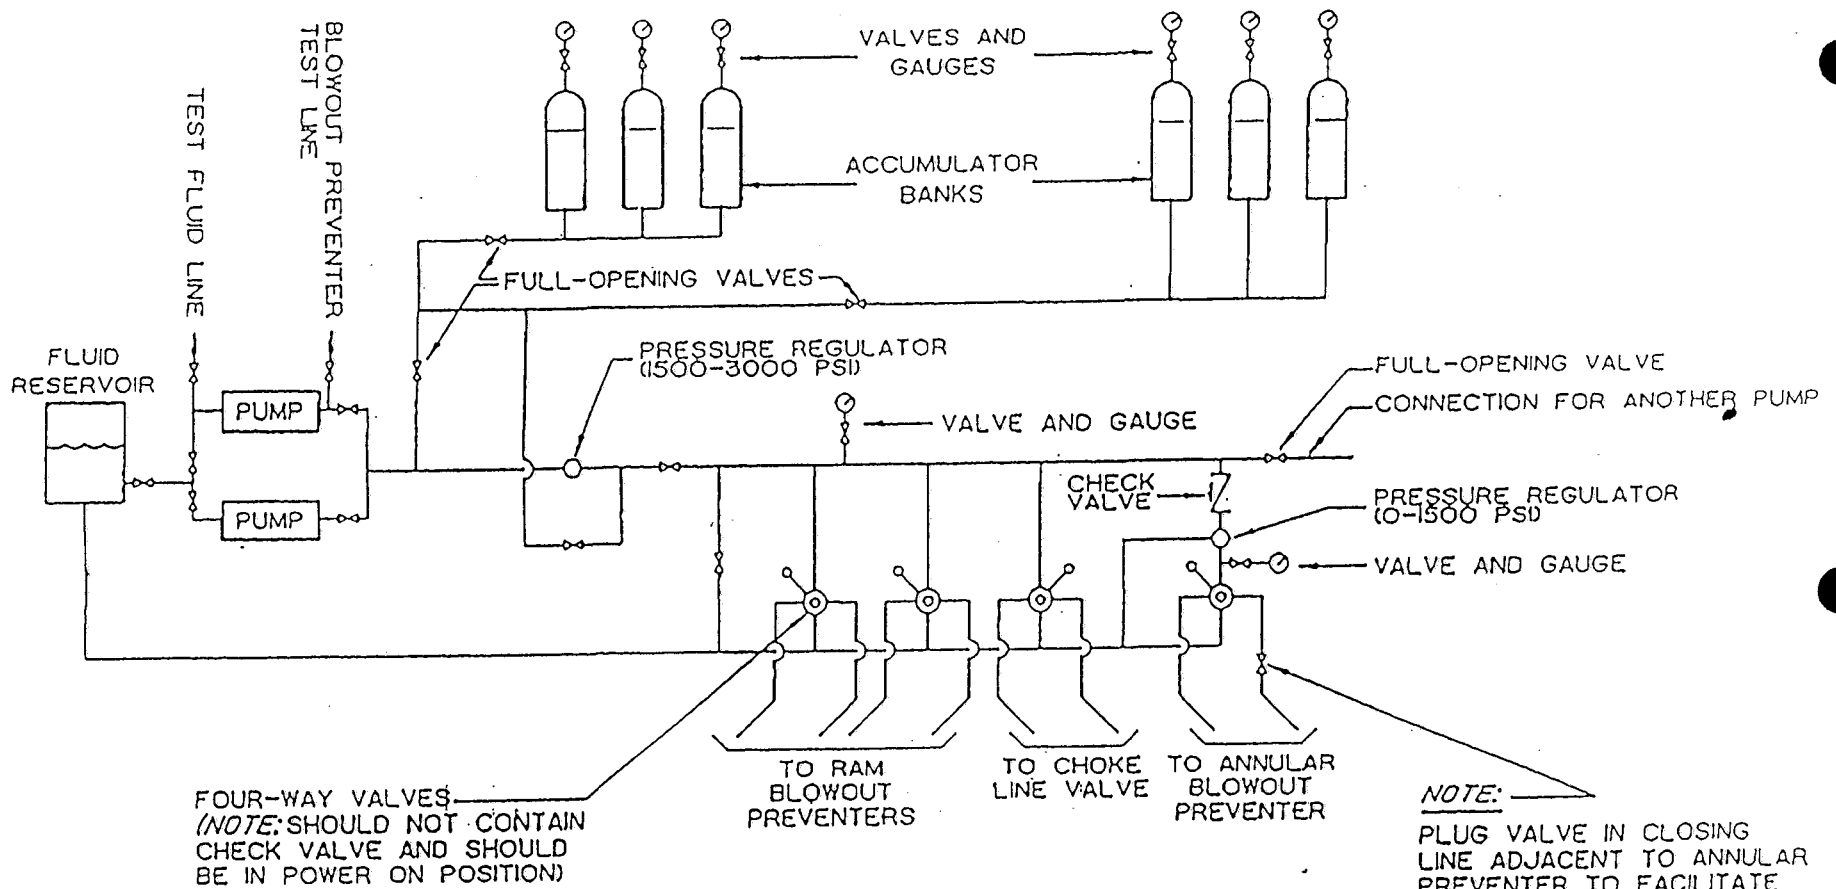 BLOWOUT PREVENTER
TEST LINE
TEST FLUID LINE
VALVES AND
GAUGES
ACCUMULATOR
BANKS
FULL-OPENING VALVES
FLUID
RESERVOIR
PUMP
PUMP
PRESSURE REGULATOR
(1500-3000 PSI)
VALVE AND GAUGE
FULL-OPENING VALVE
CONNECTION FOR ANOTHER PUMP
CHECK
VALVE
PRESSURE REGULATOR
(0-1500 PSI)
VALVE AND GAUGE
TO RAM
BLOWOUT
PREVENTERS
TO CHOKE
LINE VALVE
TO ANNULAR
BLOWOUT
PREVENTER
FOUR-WAY VALVES
(NOTE: SHOULD NOT CONTAIN
CHECK VALVE AND SHOULD
BE IN POWER ON POSITION)
NOTE:
PLUG VALVE IN CLOSING
LINE ADJACENT TO ANNULAR
PREVENTER TO FACILITATE